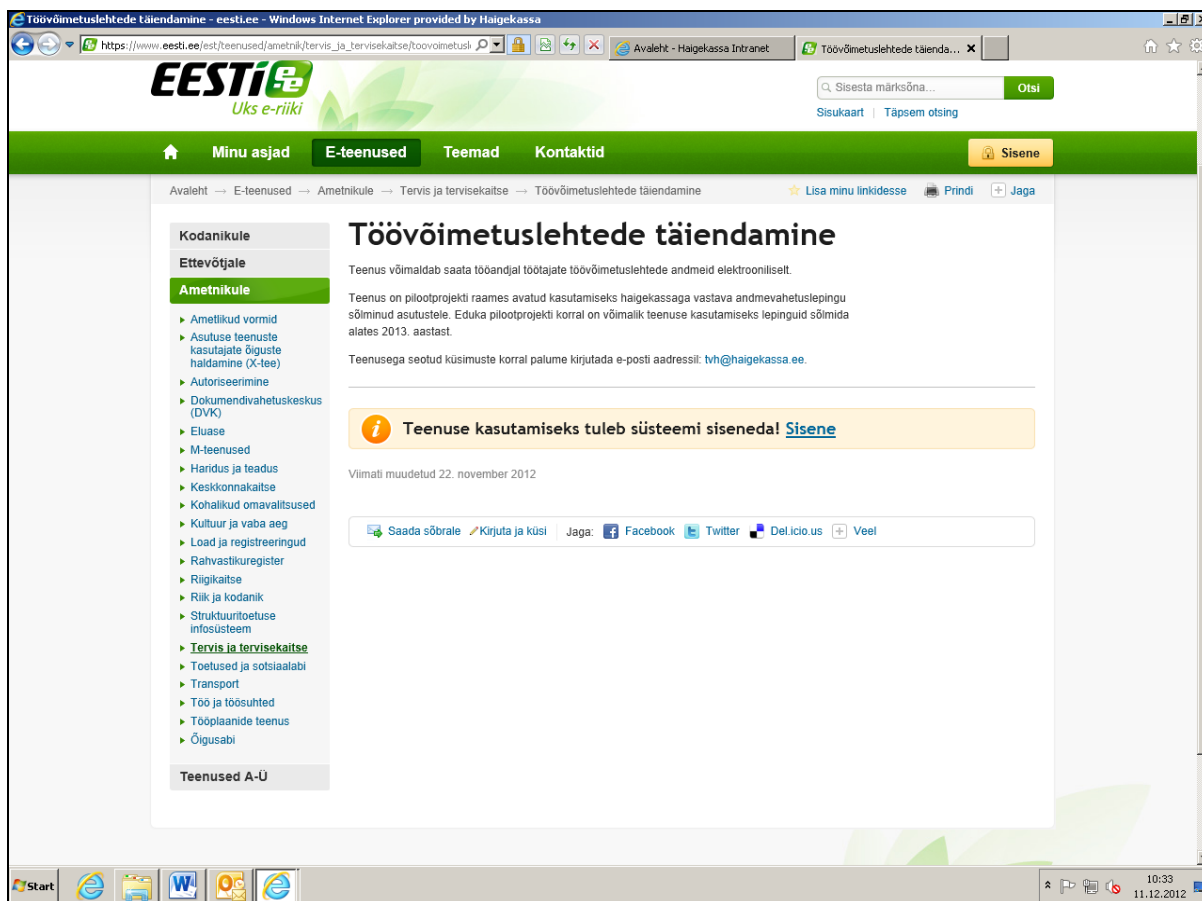 Töövõimetuslehtede täiendamine - eesti.ee - Windows Internet Explorer provided by Haigekassa
https://www.eesti.ee/est/teenused/ametnik/tervis_ja_tervisekaitse/toovoimetusl
Avaleht - Haigekassa Intranet
Töövõimetuslehtede täienda...
EESTi.ee
Uks e-riiki
Sisesta märksõna...
Otsi
Sisukaart | Täpsem otsing
Minu asjad
E-teenused
Teemad
Kontaktid
Sisene
Avaleht → E-teenused → Ametnikule → Tervis ja tervisekaitse → Töövõimetuslehtede täiendamine
Lisa minu linkidesse
Prindi
Jaga
Kodanikule
Ettevõtjale
Ametnikule
Ametlikud vormid
Asutuse teenuste
kasutajate õiguste
haldamine (X-tee)
Autoriseerimine
Dokumendivahetuskeskus
(DVK)
Eluase
M-teenused
Haridus ja teadus
Keskkonnakaitse
Kohalikud omavalitsused
Kultuur ja vaba aeg
Load ja registreeringud
Rahvastikuregister
Riigikaitse
Riik ja kodanik
Struktuuritoetuse
infosüsteem
Tervis ja tervisekaitse
Toetused ja sotsiaalabi
Transport
Töö ja töösuhted
Tööplaanide teenus
Õigusabi
Teenused A-Ü
Töövõimetuslehtede täiendamine
Teenus võimaldab saata tööandjal töötajate töövõimetuslehtede andmeid elektrooniliselt.
Teenus on pilootprojekti raames avatud kasutamiseks haigekassaga vastava andmevahetuslepingu
sõlminud asutustele. Eduka pilootprojekti korral on võimalik teenuse kasutamiseks lepinguid sõlmida
alates 2013. aastast.
Teenusega seotud küsimuste korral palume kirjutada e-posti aadressil: tvh@haigekassa.ee.
Teenuse kasutamiseks tuleb süsteemi siseneda! Sisene
Viimati muudetud 22. november 2012
Saada sõbrale
Kirjuta ja küsi
Jaga:
Facebook
Twitter
Del.icio.us
Veel
Start
10:33
11.12.2012